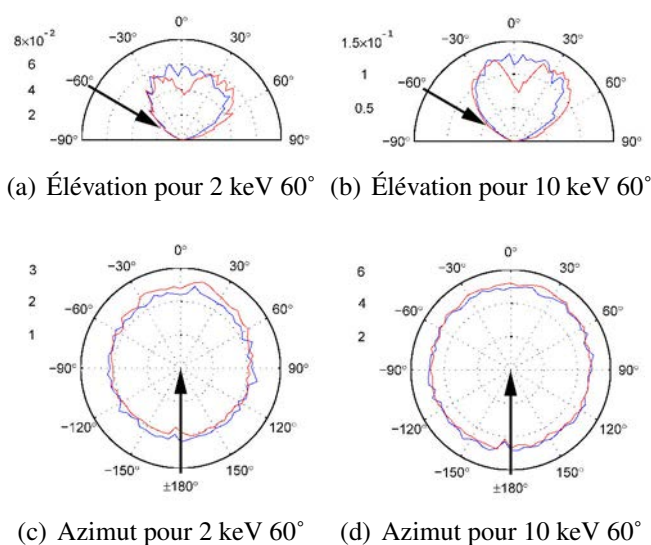 0° 0°
8×10⁻² −30° 30° 1.5×10⁻¹ −30° 30°
6 1
−60° 60° −60° 60°
4 0.5
2
−90° 90° −90° 90°
(a) Élévation pour 2 keV 60° (b) Élévation pour 10 keV 60°
0° 0°
3 −30° 30° 6 −30° 30°
2 4
−60° 60° −60° 60°
1 2
−90° 90° −90° 90°
−120° 120° −120° 120°
−150° 150° −150° 150°
±180° ±180°
(c) Azimut pour 2 keV 60° (d) Azimut pour 10 keV 60°